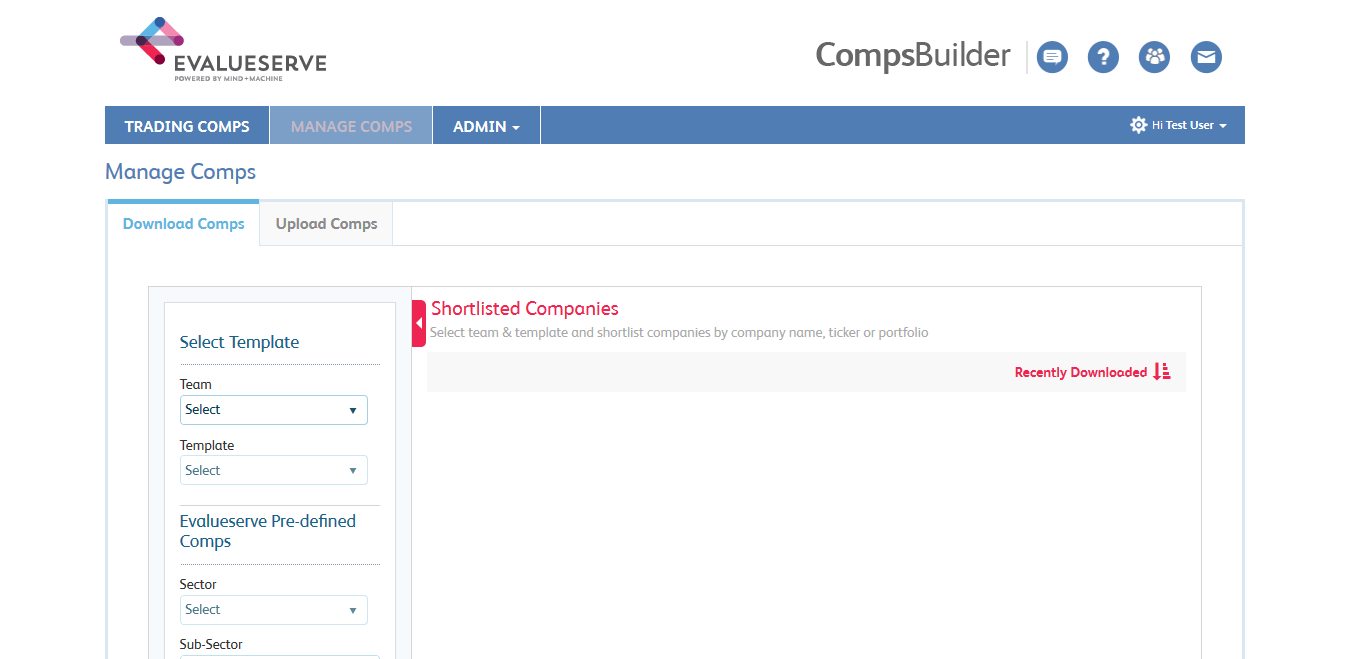 EVALUESERVE
POWERED BY MIND+MACHINE
CompsBuilder
?
TRADING COMPS
MANAGE COMPS
ADMIN
Hi Test User
Manage Comps
Download Comps
Upload Comps
Select Template
Team
Select
Template
Select
Evalueserve Pre-defined
Comps
Sector
Select
Sub-Sector
Shortlisted Companies
Select team & template and shortlist companies by company name, ticker or portfolio
Recently Downloaded